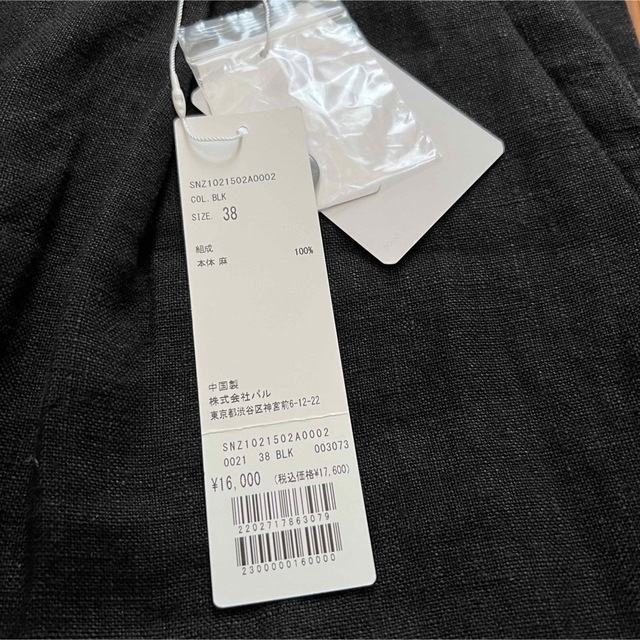 SNZ1021502A0002
COL. BLK
SIZE. 38
組成
本体 麻 100%
中国製
株式会社パル
東京都渋谷区神宮前6-12-22
SNZ1021502A0002
0021 38 BLK 003073
¥16,000 (税込価格¥17,600)
2202717863079
2300000160000